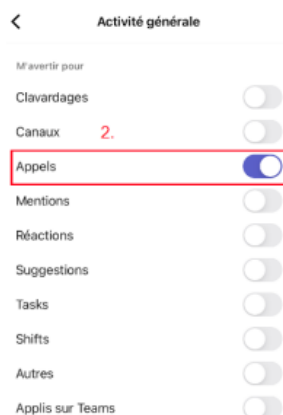 Activité générale
M'avertir pour
Clavardages
Canaux 2.
Appels
Mentions
Réactions
Suggestions
Tasks
Shifts
Autres
Applis sur Teams